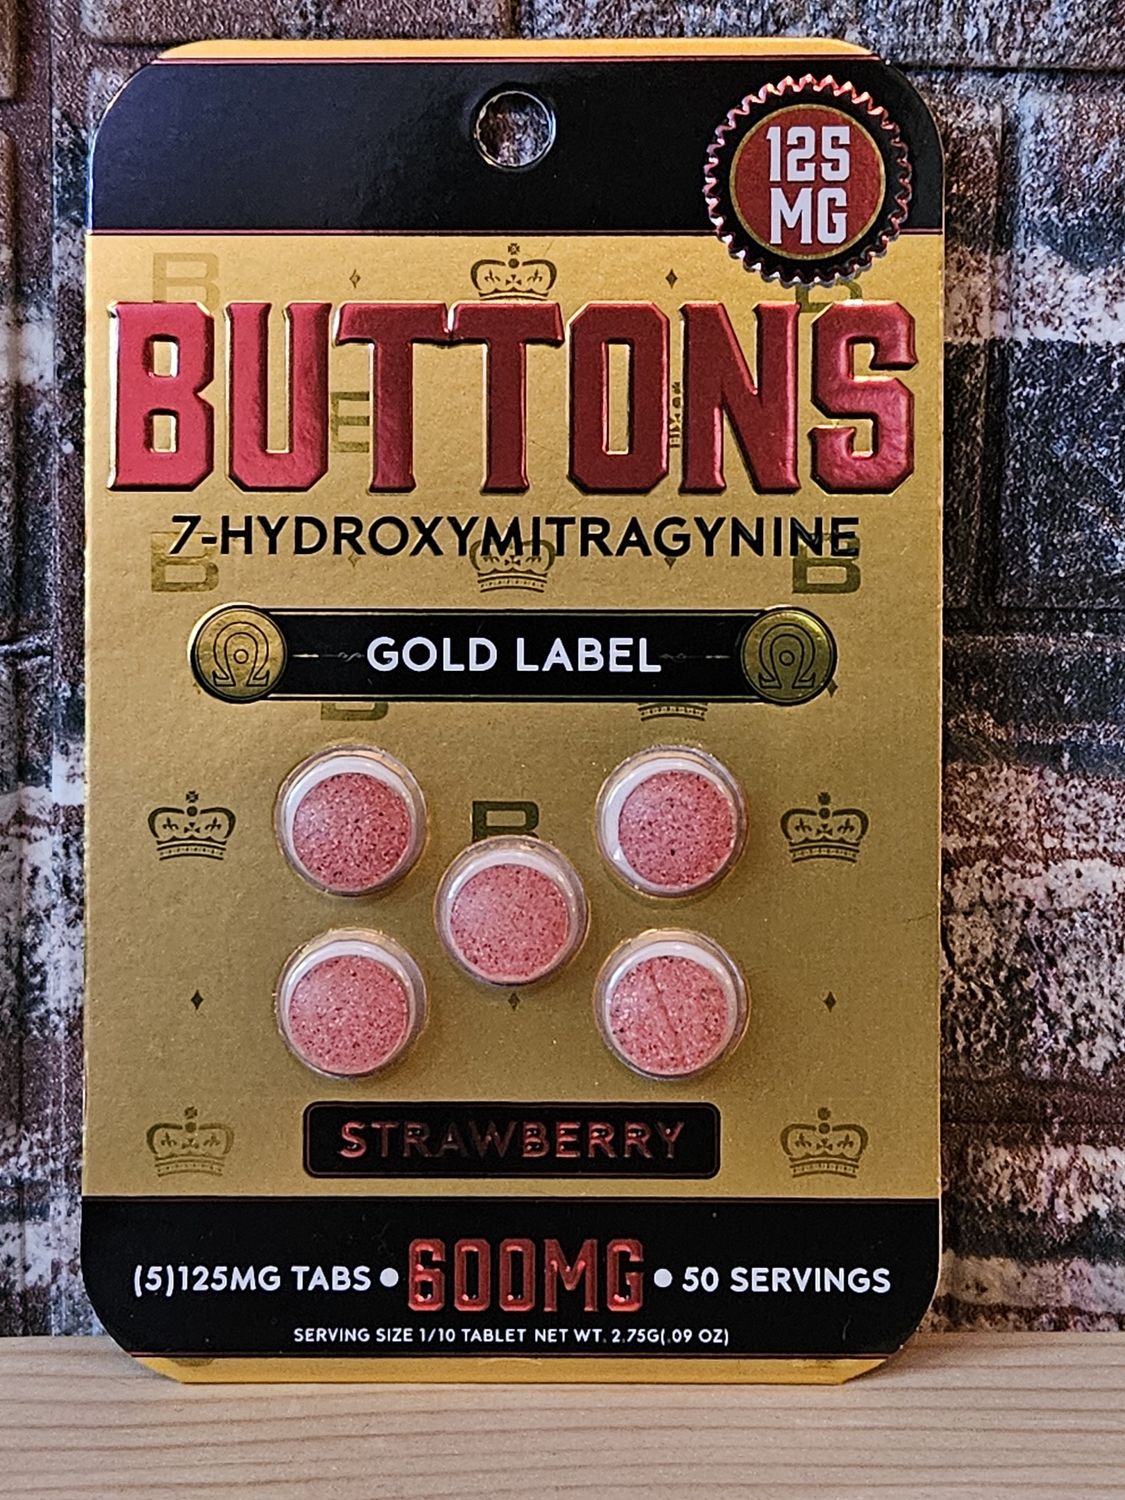 125
MG
BUTTONS
7-HYDROXYMITRAGYNINE
GOLD LABEL
STRAWBERRY
(5)125MG TABS • 600MG • 50 SERVINGS
SERVING SIZE 1/10 TABLET NET WT. 2.75G(.09 OZ)